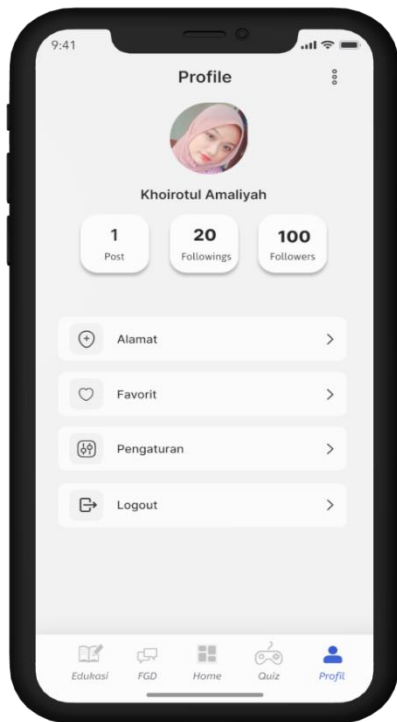 9:41
Profile
Khoirotul Amaliyah
1 20 100
Post Followings Followers
Alamat
Favorit
Pengaturan
Logout
Edukasi FGD Home Quiz Profil